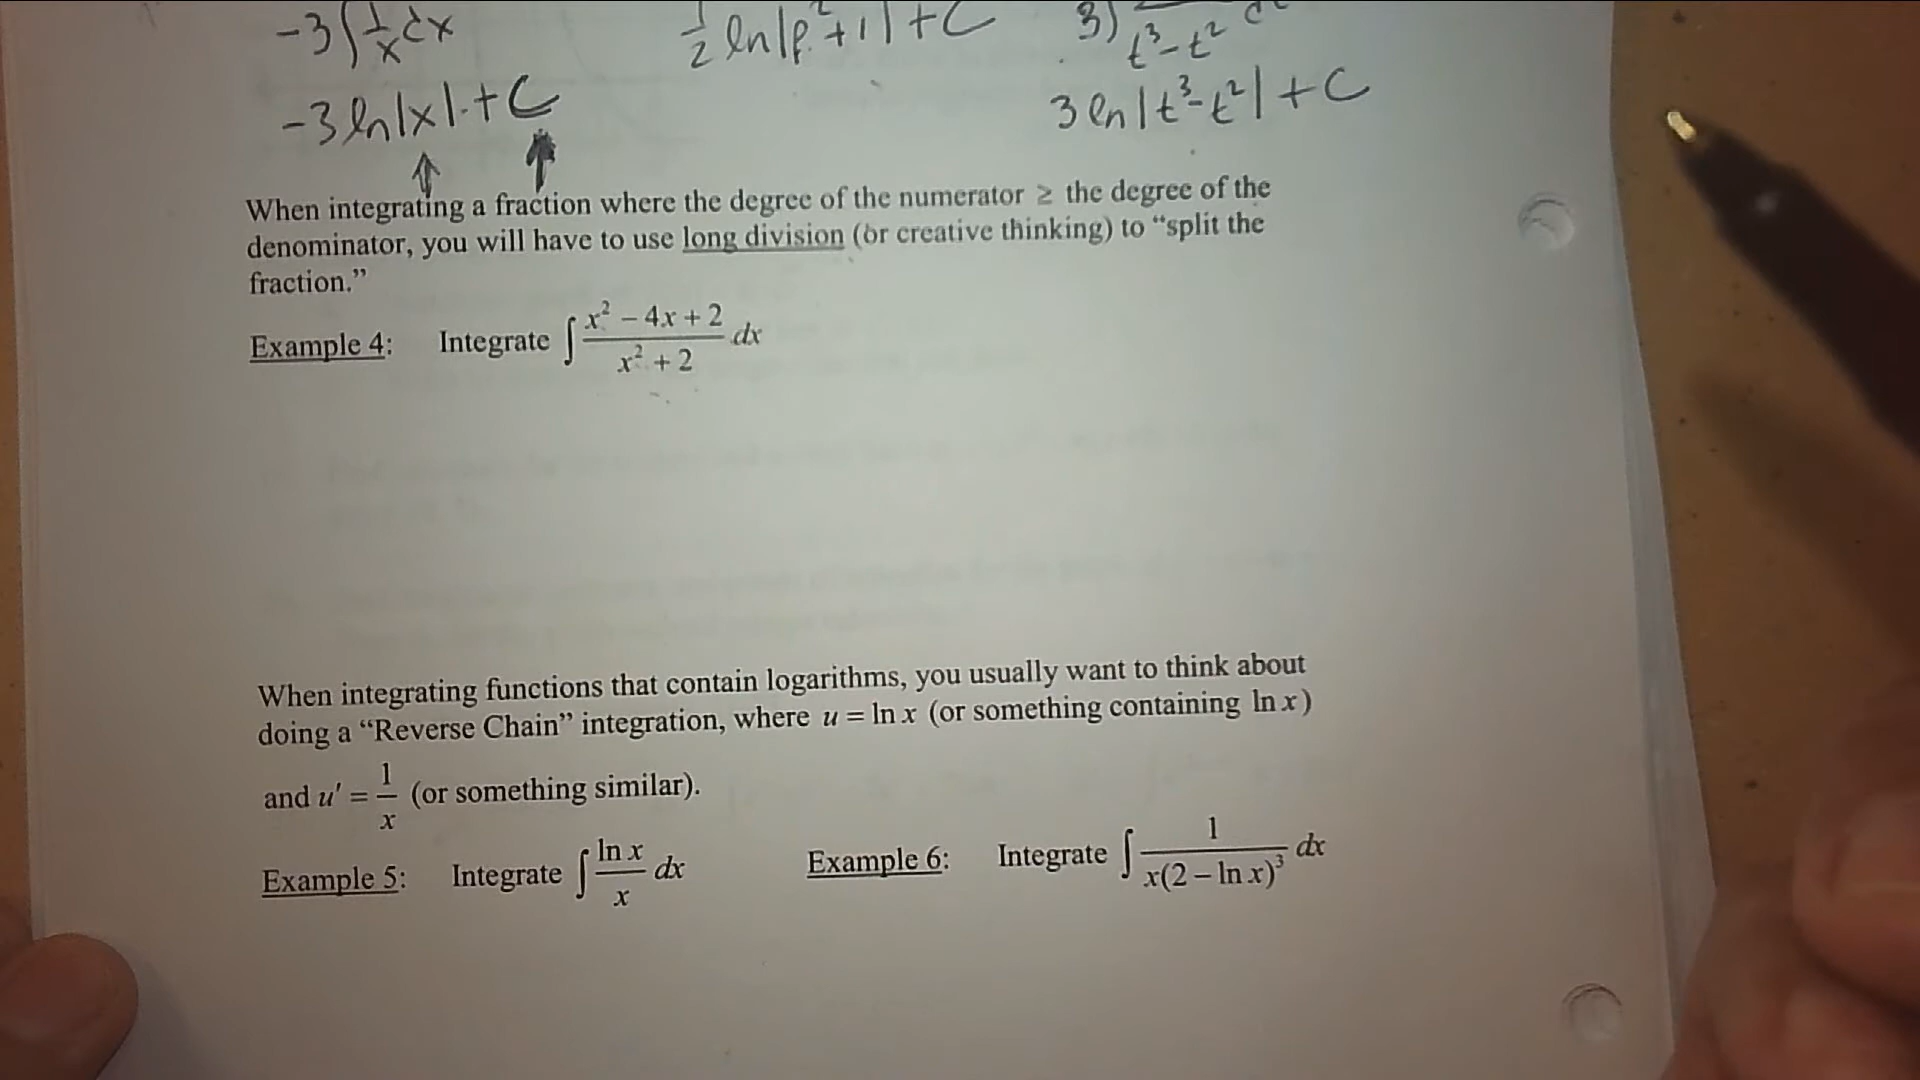 -3∫1/x dx
1/2 ln|p²+1|+C
3∫ t³-t²
-3 ln|x|+C
3 ln|t³-t²|+C
When integrating a fraction where the degree of the numerator ≥ the degree of the
denominator, you will have to use long division (or creative thinking) to “split the
fraction.”
Example 4: Integrate ∫ (x² - 4x + 2)/(x² + 2) dx
When integrating functions that contain logarithms, you usually want to think about
doing a “Reverse Chain” integration, where u = ln x (or something containing ln x)
and u′ = 1/x (or something similar).
Example 5: Integrate ∫ (ln x)/x dx
Example 6: Integrate ∫ 1/(x(2 – ln x)³) dx